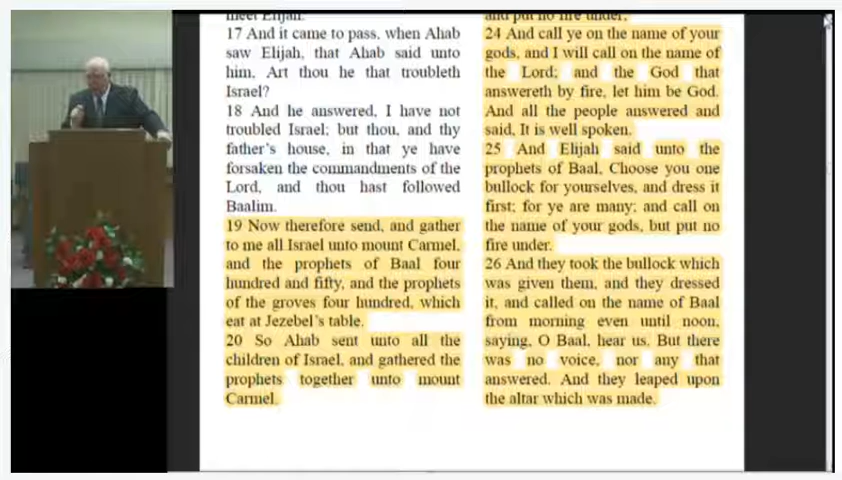 meet Elijah.
17 And it came to pass, when Ahab
saw Elijah, that Ahab said unto
him, Art thou he that troubleth
Israel?
18 And he answered, I have not
troubled Israel; but thou, and thy
father's house, in that ye have
forsaken the commandments of the
Lord, and thou hast followed
Baalim.
19 Now therefore send, and gather
to me all Israel unto mount Carmel,
and the prophets of Baal four
hundred and fifty, and the prophets
of the groves four hundred, which
eat at Jezebel's table.
20 So Ahab sent unto all the
children of Israel, and gathered the
prophets together unto mount
Carmel.
and put no fire under:
24 And call ye on the name of your
gods, and I will call on the name of
the Lord; and the God that
answereth by fire, let him be God.
And all the people answered and
said, It is well spoken.
25 And Elijah said unto the
prophets of Baal, Choose you one
bullock for yourselves, and dress it
first; for ye are many; and call on
the name of your gods, but put no
fire under.
26 And they took the bullock which
was given them, and they dressed
it, and called on the name of Baal
from morning even until noon,
saying, O Baal, hear us. But there
was no voice, nor any that
answered. And they leaped upon
the altar which was made.